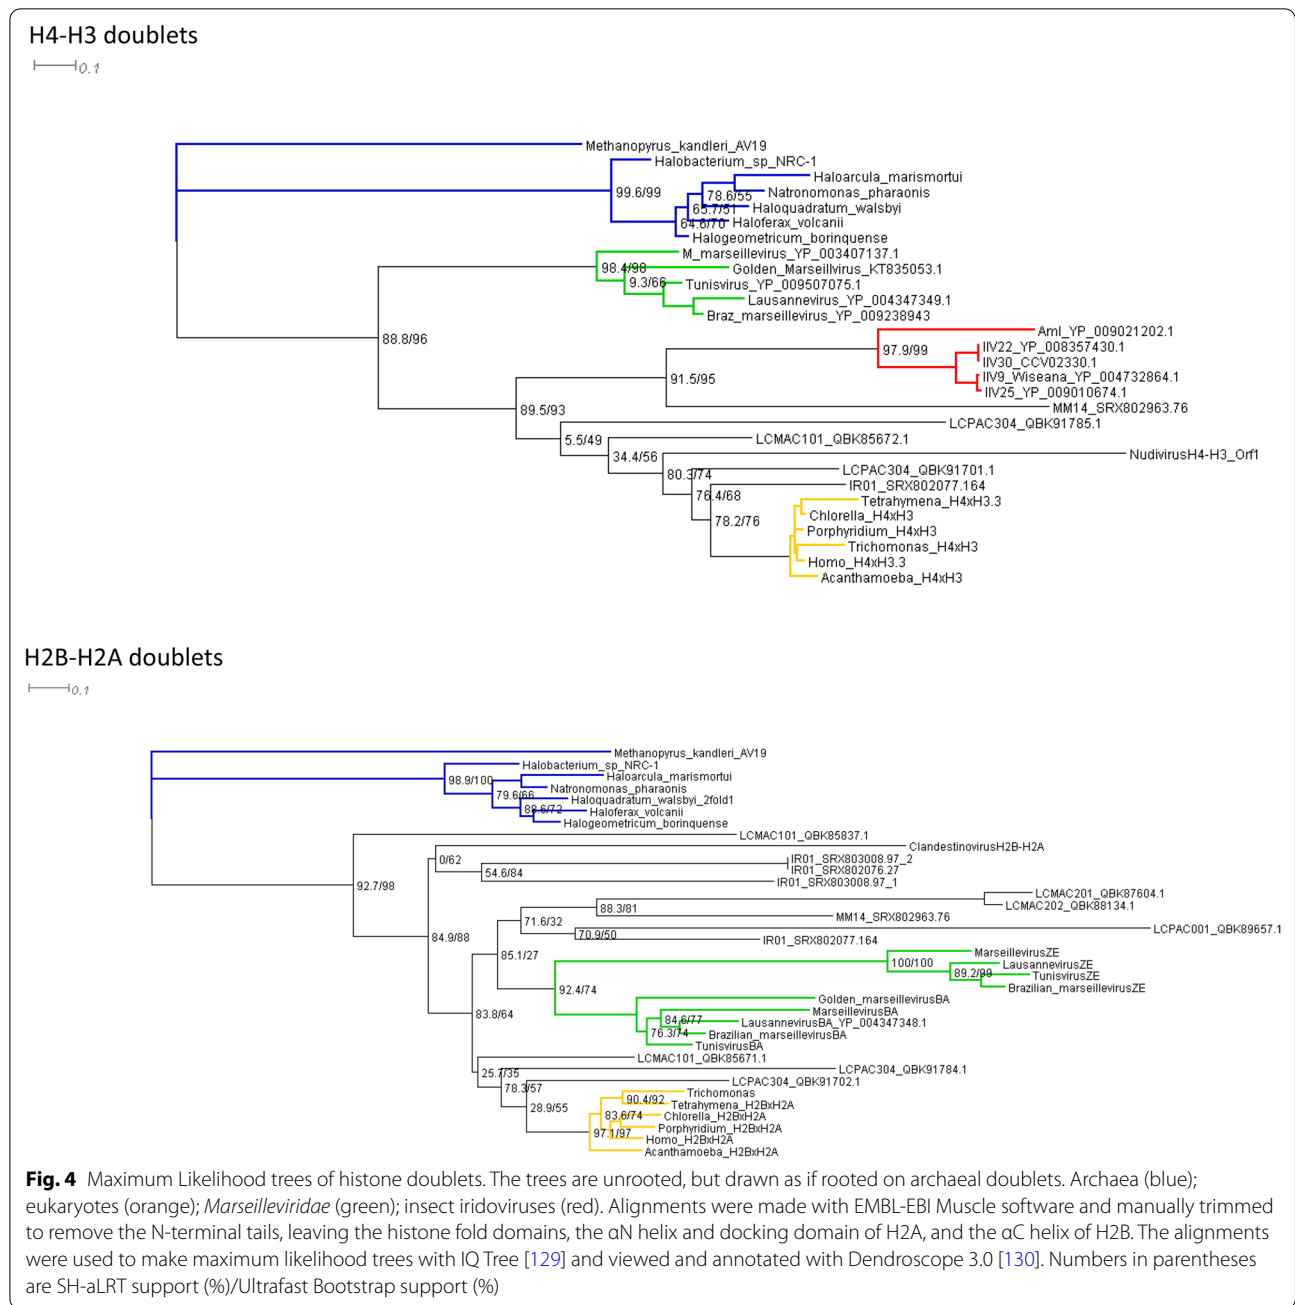 H4-H3 doublets
0.1
Methanopyrus_kandleri_AV19
Halobacterium_sp_NRC-1
Haloarcula_marismortui
99.6/99
78.6/55
Natronomonas_pharaonis
65.7/51
Haloquadratum_walsbyi
64.6/70
Haloferax_volcanii
Halogeometricum_borinquense
M_marseillevirus_YP_003407137.1
98.4/98
Golden_Marseillvirus_KT835053.1
9.3/66
Tunisvirus_YP_009507075.1
Lausannevirus_YP_004347349.1
Braz_marseillevirus_YP_009238943
88.8/96
AmI_YP_009021202.1
97.9/99
IIV22_YP_008357430.1
IIV30_CCV02330.1
91.5/95
IIV9_Wiseana_YP_004732864.1
IIV25_YP_009010674.1
89.5/93
MM14_SRX802963.76
LCPAC304_QBK91785.1
5.5/49
LCMAC101_QBK85672.1
34.4/56
NudivirusH4-H3_Orf1
80.3/74
LCPAC304_QBK91701.1
76.4/68
IR01_SRX802077.164
78.2/76
Tetrahymena_H4xH3.3
Chlorella_H4xH3
Porphyridium_H4xH3
Trichomonas_H4xH3
Homo_H4xH3.3
Acanthamoeba_H4xH3
H2B-H2A doublets
0.1
Methanopyrus_kandleri_AV19
Halobacterium_sp_NRC-1
98.9/100
Haloarcula_marismortui
79.6/66
Natronomonas_pharaonis
Haloquadratum_walsbyi_2fold1
88.6/72
Haloferax_volcanii
Halogeometricum_borinquense
LCMAC101_QBK85837.1
92.7/98
ClandestinovirusH2B-H2A
0/62
IR01_SRX803008.97_2
54.6/84
IR01_SRX802076.27
IR01_SRX803008.97_1
84.9/88
LCMAC201_QBK87604.1
88.3/81
LCMAC202_QBK88134.1
71.6/32
MM14_SRX802963.76
LCPAC001_QBK89657.1
70.9/50
IR01_SRX802077.164
85.1/27
MarseillevirusZE
100/100
LausannevirusZE
89.2/99
TunisvirusZE
Brazilian_marseillevirusZE
92.4/74
Golden_marseillevirusBA
83.8/64
MarseillevirusBA
84.6/77
LausannevirusBA_YP_004347348.1
76.3/74
Brazilian_marseillevirusBA
TunisvirusBA
LCMAC101_QBK85671.1
25.7/35
LCPAC304_QBK91784.1
78.3/57
LCPAC304_QBK91702.1
28.9/55
Trichomonas
90.4/92
Tetrahymena_H2BxH2A
83.6/74
Chlorella_H2BxH2A
97.1/97
Porphyridium_H2BxH2A
Homo_H2BxH2A
Acanthamoeba_H2BxH2A
Fig. 4 Maximum Likelihood trees of histone doublets. The trees are unrooted, but drawn as if rooted on archaeal doublets. Archaea (blue);
eukaryotes (orange); Marseilleviridae (green); insect iridoviruses (red). Alignments were made with EMBL-EBI Muscle software and manually trimmed
to remove the N-terminal tails, leaving the histone fold domains, the αN helix and docking domain of H2A, and the αC helix of H2B. The alignments
were used to make maximum likelihood trees with IQ Tree [129] and viewed and annotated with Dendroscope 3.0 [130]. Numbers in parentheses
are SH-aLRT support (%)/Ultrafast Bootstrap support (%)